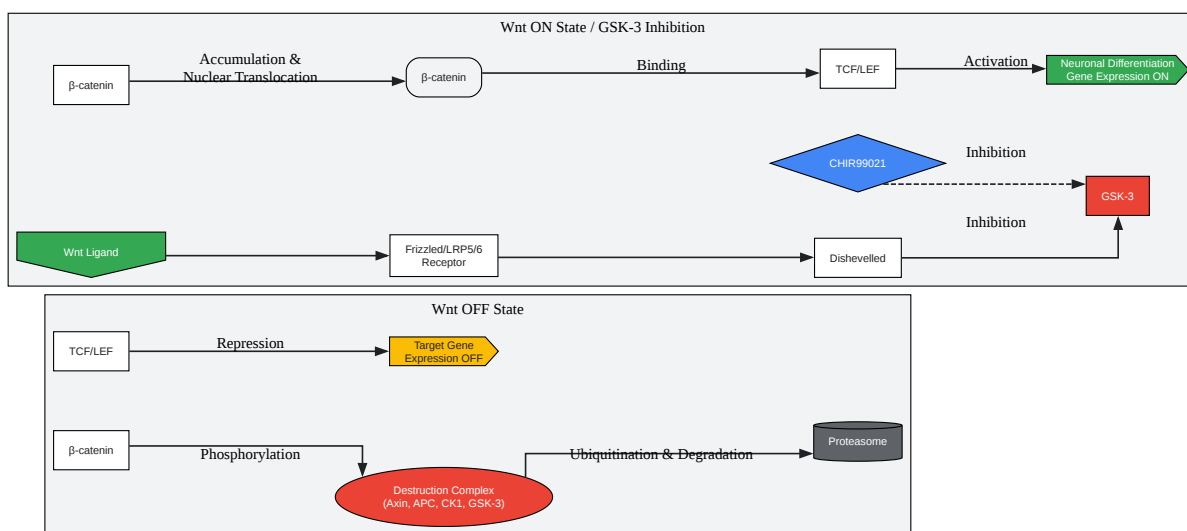 Wnt ON State / GSK-3 Inhibition
β-catenin
Accumulation &
Nuclear Translocation
β-catenin
Binding
TCF/LEF
Activation
Neuronal Differentiation
Gene Expression ON
CHIR99021
Inhibition
GSK-3
Inhibition
Wnt Ligand
Frizzled/LRP5/6
Receptor
Dishevelled
Wnt OFF State
TCF/LEF
Repression
Target Gene
Expression OFF
β-catenin
Phosphorylation
Destruction Complex
(Axin, APC, CK1, GSK-3)
Ubiquitination & Degradation
Proteasome